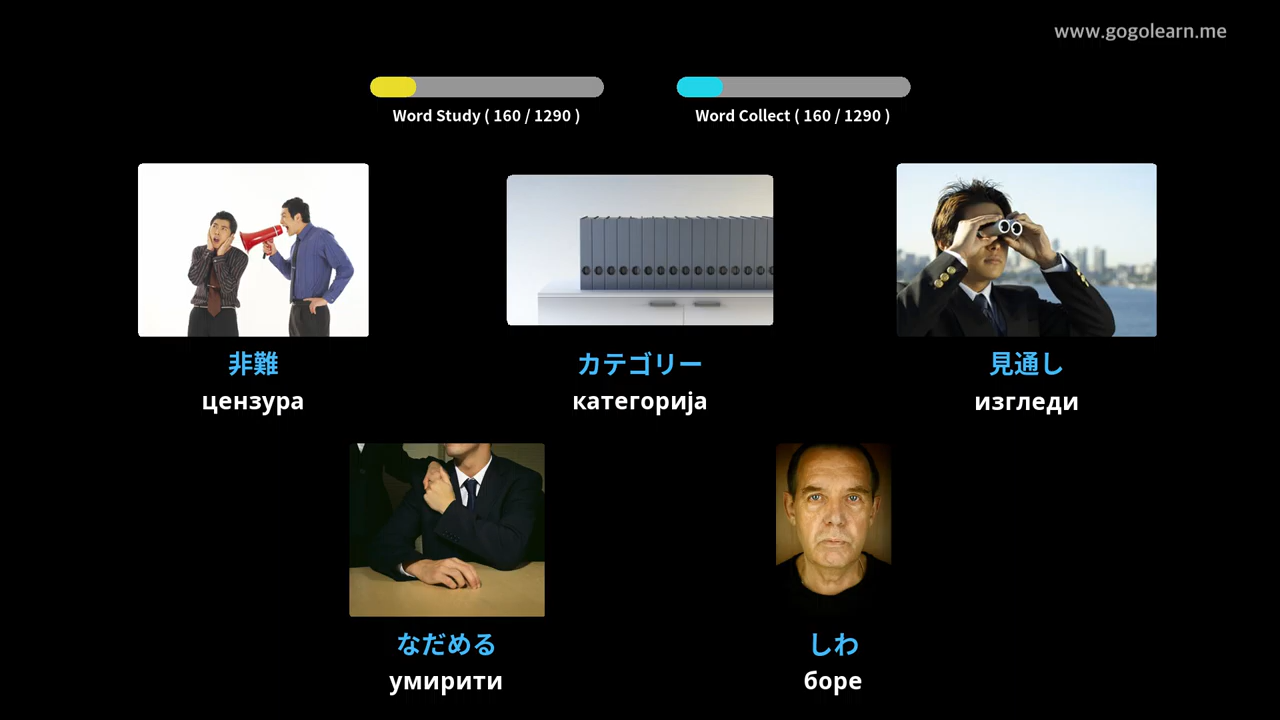 www.gogolearn.me
Word Study ( 160 / 1290 )
Word Collect ( 160 / 1290 )
非難
цензура
カテゴリー
категорија
見通し
изгледи
なだめる
умирити
しわ
боре